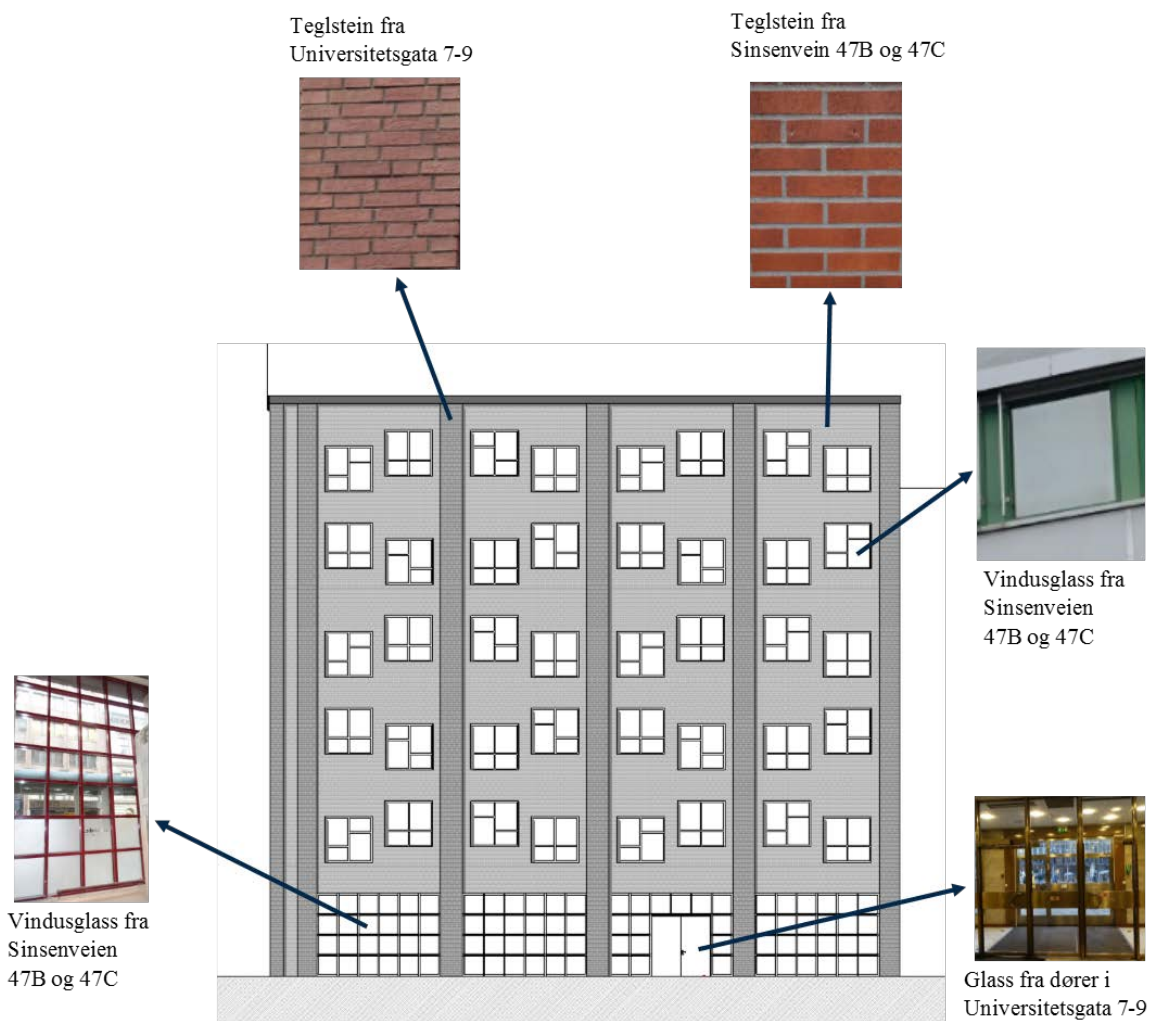 Teglstein fra
Universitetsgata 7-9
Teglstein fra
Sinsenvein 47B og 47C
Vindusglass fra
Sinsenveien
47B og 47C
Vindusglass fra
Sinsenveien
47B og 47C
Glass fra dører i
Universitetsgata 7-9